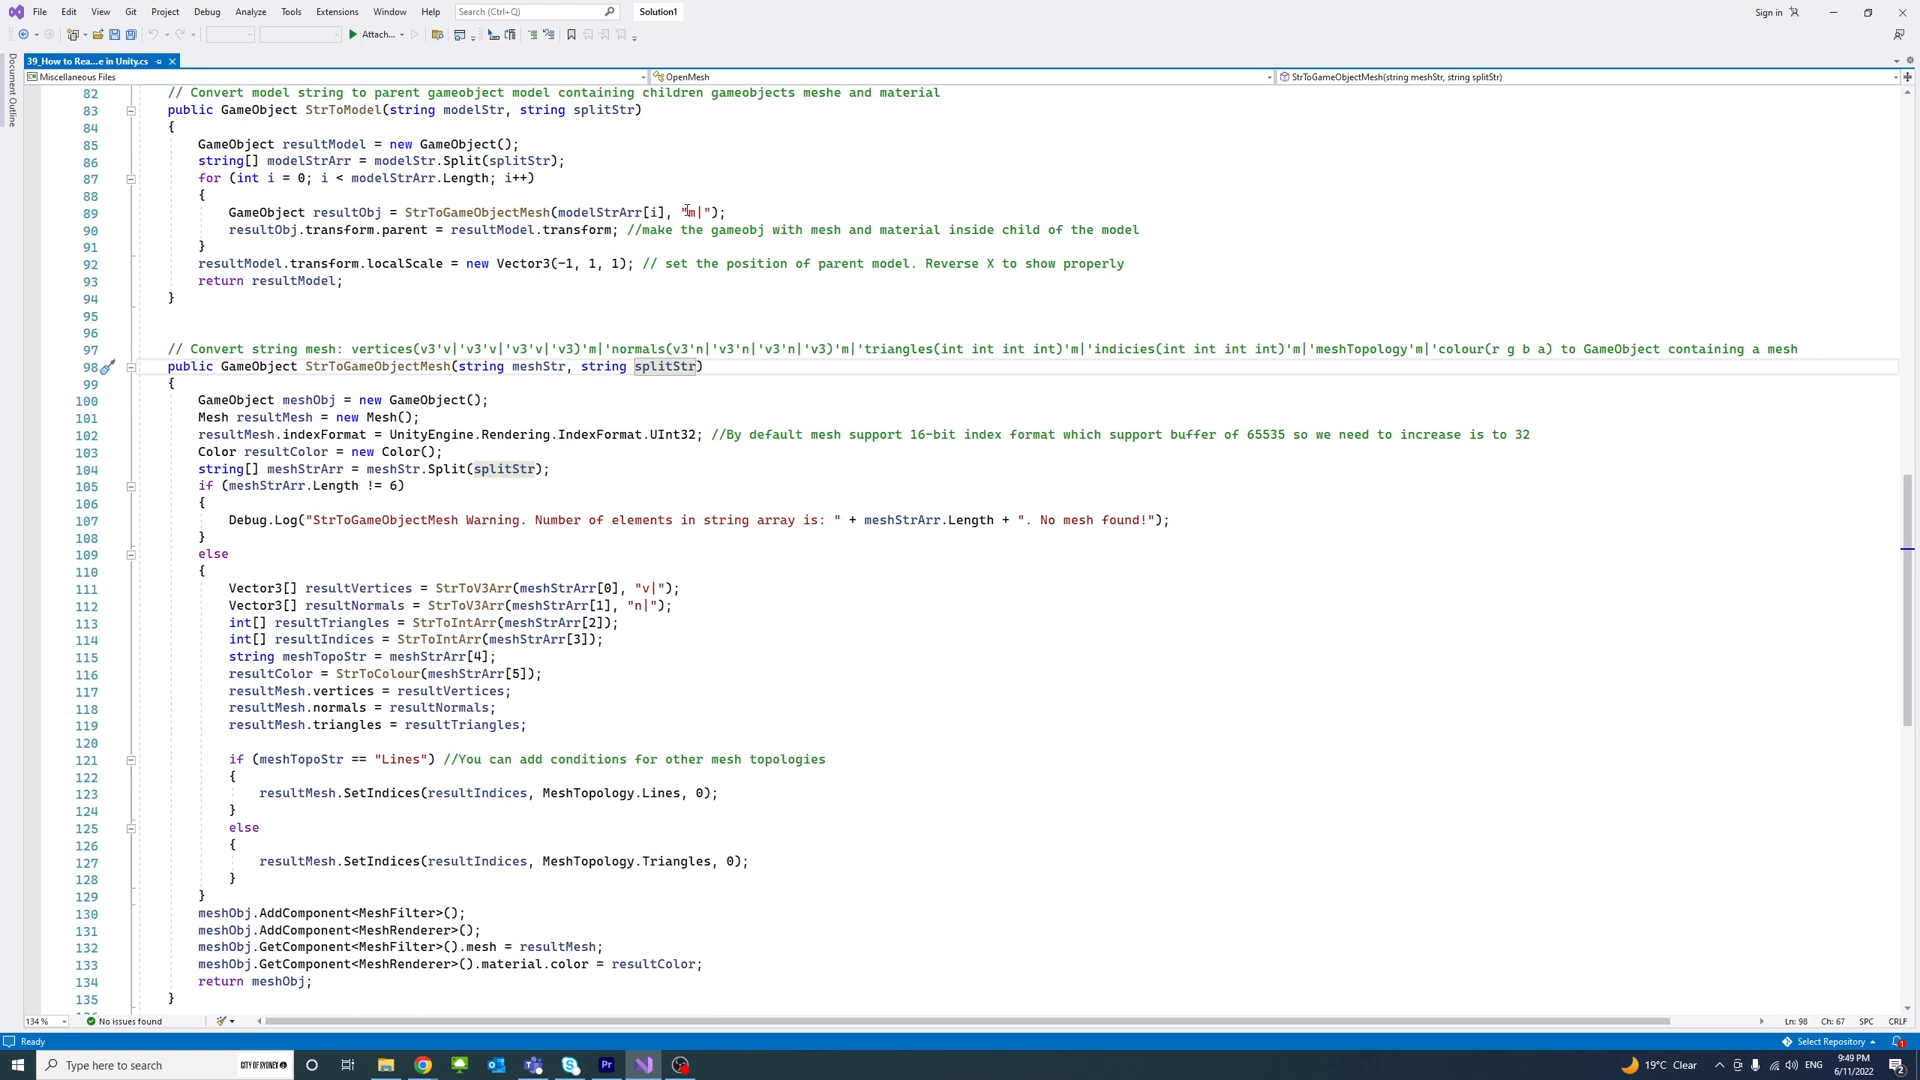 File Edit View Git Project Debug Analyze Tools Extensions Window Help Search (Ctrl+Q) Solution1 Sign in
Attach...
Document Outline
39_How to Rea...e in Unity.cs
Miscellaneous Files OpenMesh StrToGameObjectMesh(string meshStr, string splitStr)
82 // Convert model string to parent gameobject model containing children gameobjects meshe and material
83 public GameObject StrToModel(string modelStr, string splitStr)
84 {
85 GameObject resultModel = new GameObject();
86 string[] modelStrArr = modelStr.Split(splitStr);
87 for (int i = 0; i < modelStrArr.Length; i++)
88 {
89 GameObject resultObj = StrToGameObjectMesh(modelStrArr[i], "m|");
90 resultObj.transform.parent = resultModel.transform; //make the gameobj with mesh and material inside child of the model
91 }
92 resultModel.transform.localScale = new Vector3(-1, 1, 1); // set the position of parent model. Reverse X to show properly
93 return resultModel;
94 }
95
96
97 // Convert string mesh: vertices(v3'v|'v3'v|'v3'v|'v3)'m|'normals(v3'n|'v3'n|'v3'n|'v3)'m|'triangles(int int int int)'m|'indicies(int int int int)'m|'meshTopology'm|'colour(r g b a) to GameObject containing a mesh
98 public GameObject StrToGameObjectMesh(string meshStr, string splitStr)
99 {
100 GameObject meshObj = new GameObject();
101 Mesh resultMesh = new Mesh();
102 resultMesh.indexFormat = UnityEngine.Rendering.IndexFormat.UInt32; //By default mesh support 16-bit index format which support buffer of 65535 so we need to increase is to 32
103 Color resultColor = new Color();
104 string[] meshStrArr = meshStr.Split(splitStr);
105 if (meshStrArr.Length != 6)
106 {
107 Debug.Log("StrToGameObjectMesh Warning. Number of elements in string array is: " + meshStrArr.Length + ". No mesh found!");
108 }
109 else
110 {
111 Vector3[] resultVertices = StrToV3Arr(meshStrArr[0], "v|");
112 Vector3[] resultNormals = StrToV3Arr(meshStrArr[1], "n|");
113 int[] resultTriangles = StrToIntArr(meshStrArr[2]);
114 int[] resultIndices = StrToIntArr(meshStrArr[3]);
115 string meshTopoStr = meshStrArr[4];
116 resultColor = StrToColour(meshStrArr[5]);
117 resultMesh.vertices = resultVertices;
118 resultMesh.normals = resultNormals;
119 resultMesh.triangles = resultTriangles;
120
121 if (meshTopoStr == "Lines") //You can add conditions for other mesh topologies
122 {
123 resultMesh.SetIndices(resultIndices, MeshTopology.Lines, 0);
124 }
125 else
126 {
127 resultMesh.SetIndices(resultIndices, MeshTopology.Triangles, 0);
128 }
129 }
130 meshObj.AddComponent<MeshFilter>();
131 meshObj.AddComponent<MeshRenderer>();
132 meshObj.GetComponent<MeshFilter>().mesh = resultMesh;
133 meshObj.GetComponent<MeshRenderer>().material.color = resultColor;
134 return meshObj;
135 }
134 % No issues found Ln: 98 Ch: 67 SPC CRLF
Ready Select Repository 1
Type here to search CITY OF SYDNEY Pr 19°C Clear ENG 9:49 PM
6/11/2022 2